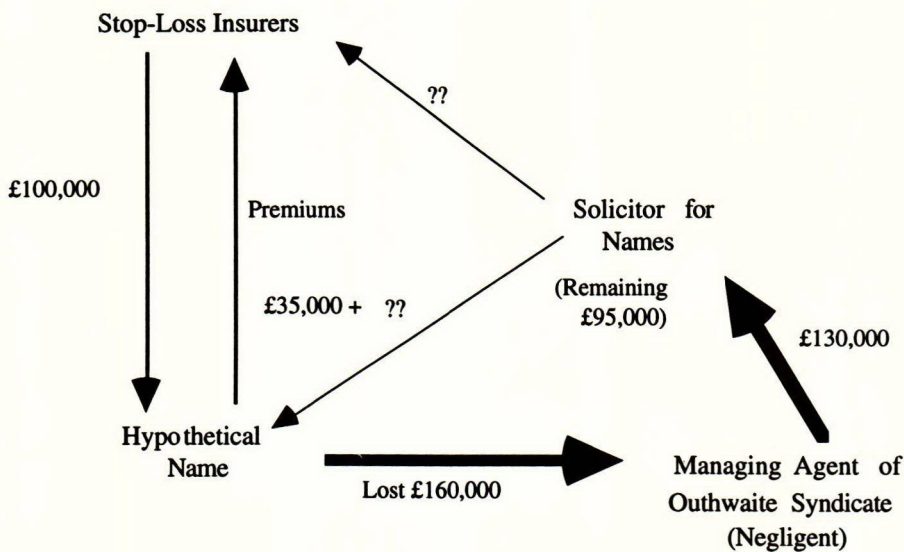 Stop-Loss Insurers
??
£100,000
Premiums
Solicitor for
Names
(Remaining
£95,000)
£35,000 + ??
£130,000
Hypothetical
Name
Lost £160,000
Managing Agent of
Outhwaite Syndicate
(Negligent)